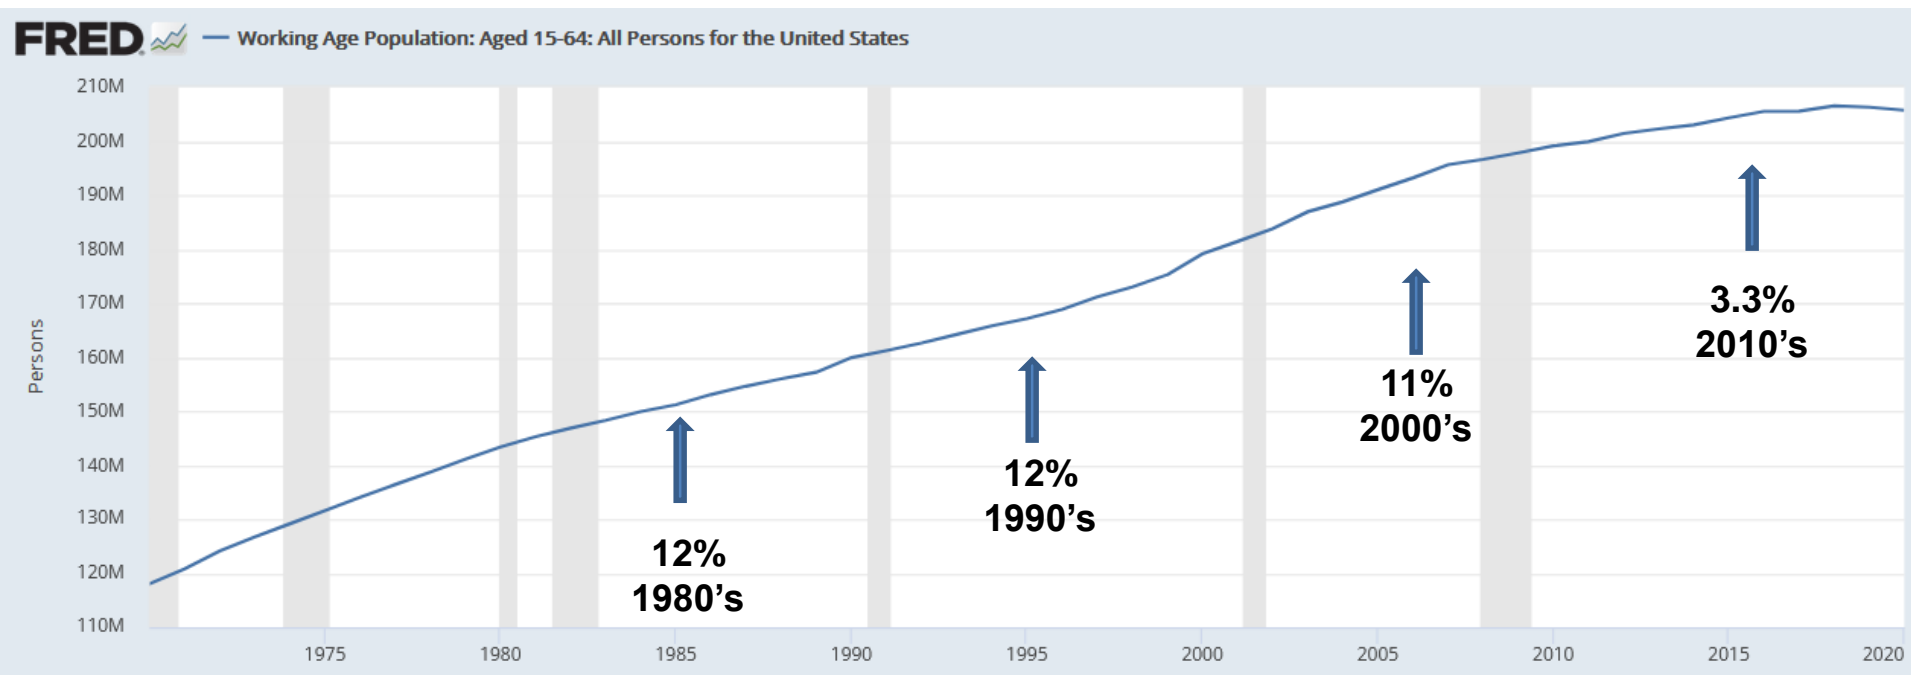 FRED
Working Age Population: Aged 15-64: All Persons for the United States
210M
200M
190M
180M
170M
160M
150M
140M
130M
120M
110M
Persons
3.3%
2010’s
11%
2000’s
12%
1990’s
12%
1980’s
1975
1980
1985
1990
1995
2000
2005
2010
2015
2020